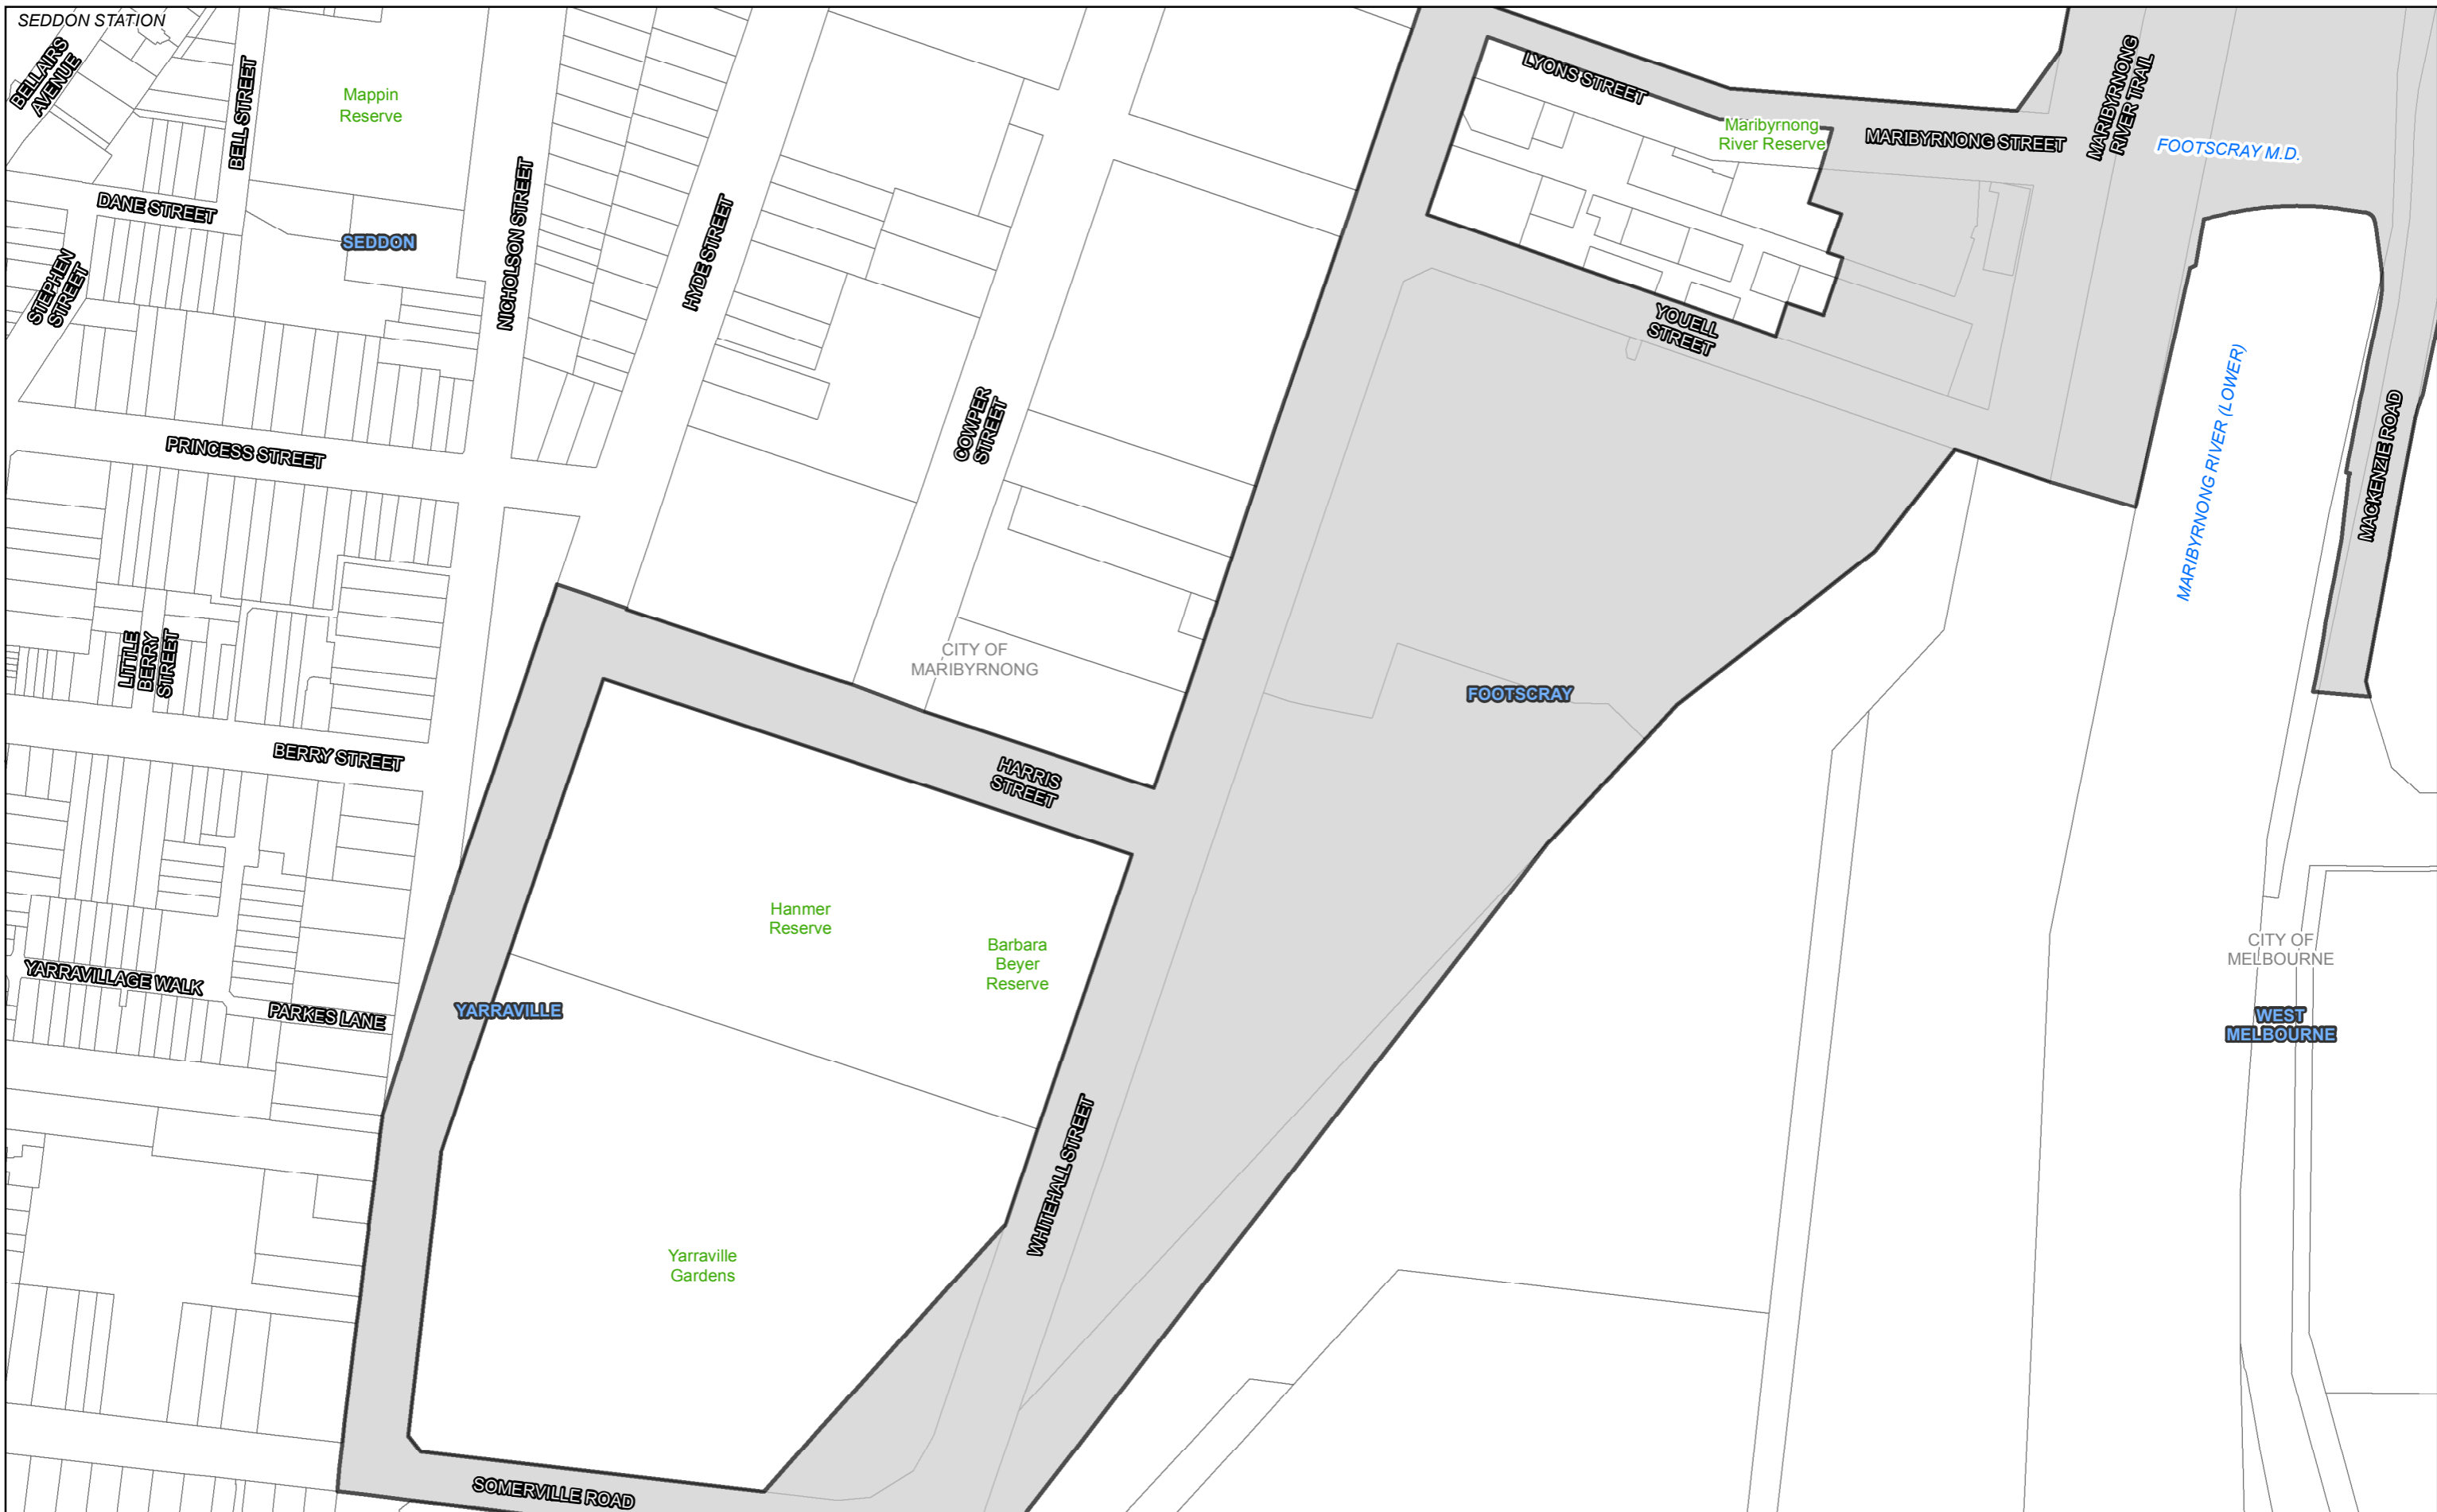 SEDDON STATION
BELLAIRS
AVENUE
BELL STREET
Mappin
Reserve
LYONS STREET
Maribyrnong
River Reserve
MARIBYRNONG STREET
MARIBYRNONG
RIVER TRAIL
FOOTSCRAY M.D.
DANE STREET
SEDDON
STEPHEN
STREET
NICHOLSON STREET
HYDE STREET
YOUELL
STREET
MARIBYRNONG RIVER (LOWER)
MACKENZIE ROAD
COWPER
STREET
PRINCESS STREET
LITTLE
BERRY
STREET
CITY OF
MARIBYRNONG
FOOTSCRAY
BERRY STREET
HARRIS
STREET
Hanmer
Reserve
Barbara
Beyer
Reserve
CITY OF
MELBOURNE
YARRAVILLAGE WALK
PARKES LANE
YARRAVILLE
WEST
MELBOURNE
WHITEHALL STREET
Yarraville
Gardens
SOMERVILLE ROAD